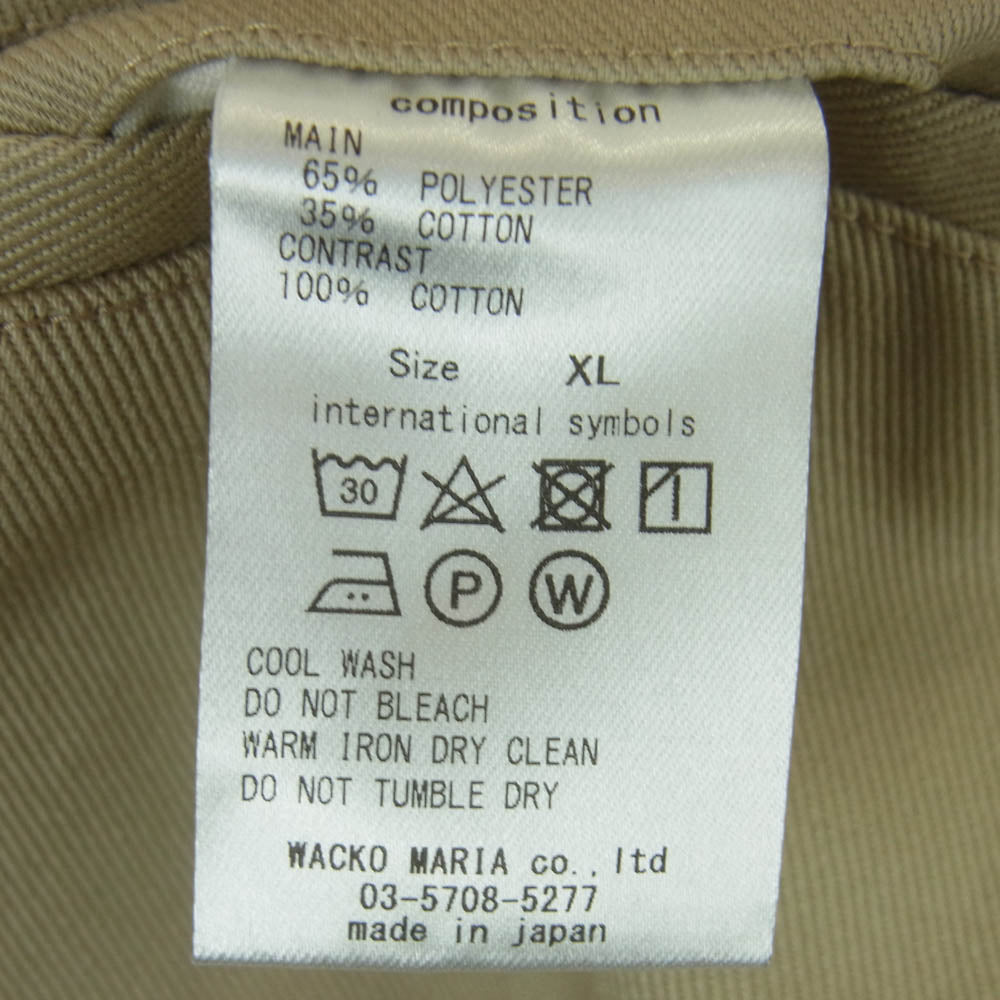 composition
MAIN
65% POLYESTER
35% COTTON
CONTRAST
100% COTTON
Size XL
international symbols
30
P W
COOL WASH
DO NOT BLEACH
WARM IRON DRY CLEAN
DO NOT TUMBLE DRY
WACKO MARIA co.,ltd
03-5708-5277
made in japan